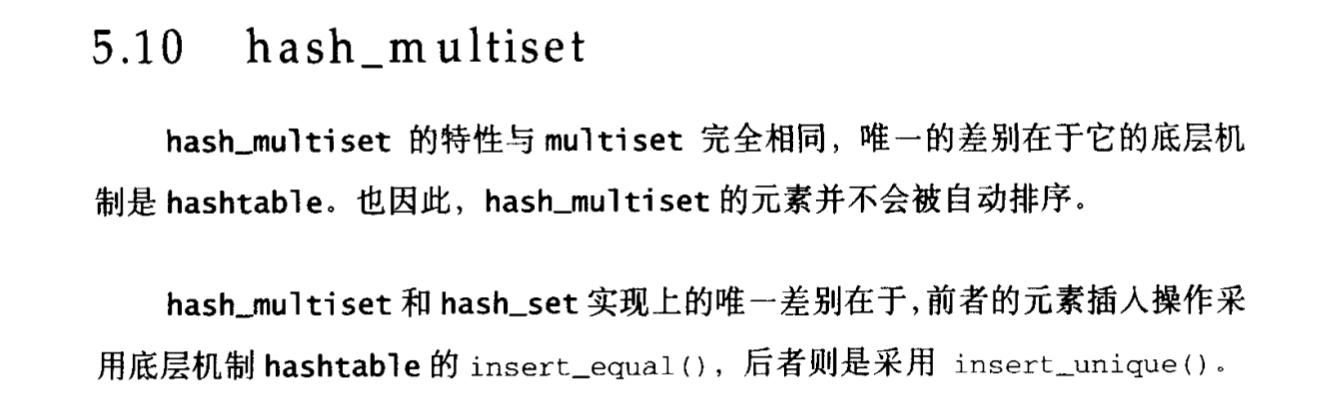 5.10 hash_multiset
hash_multiset 的特性与 multiset 完全相同，唯一的差别在于它的底层机
制是 hashtable。也因此，hash_multiset 的元素并不会被自动排序。
hash_multiset 和 hash_set 实现上的唯一差别在于,前者的元素插入操作采
用底层机制 hashtable 的 insert_equal()，后者则是采用 insert_unique()。